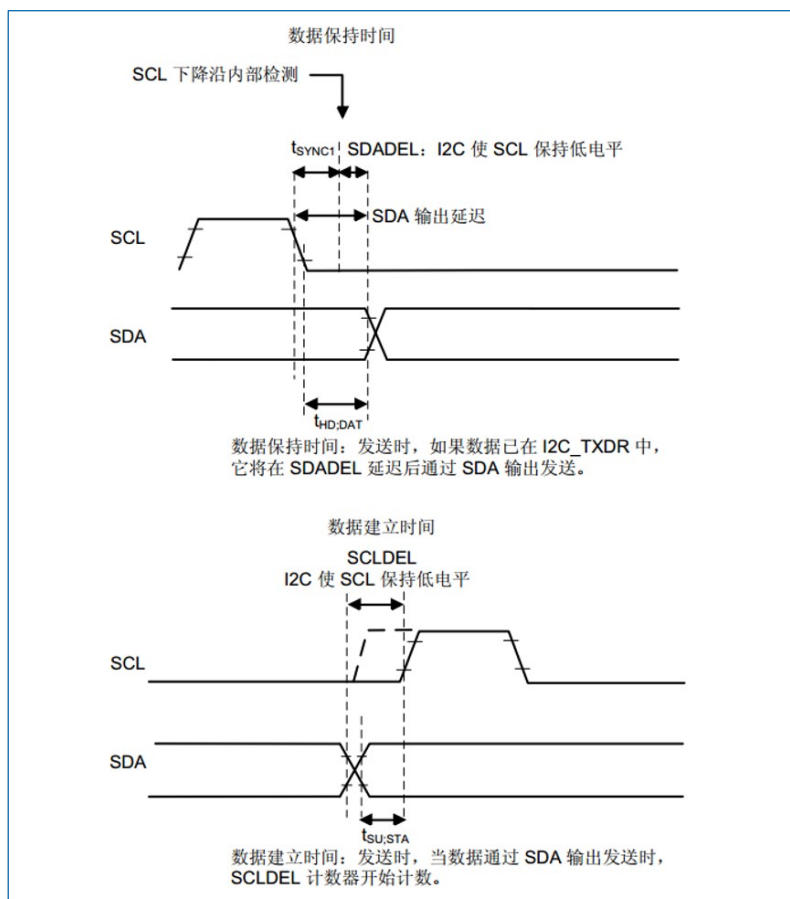 数据保持时间
SCL 下降沿内部检测
tSYNC1 SDADEL：I2C 使 SCL 保持低电平
SDA 输出延迟
SCL
SDA
tHD;DAT
数据保持时间：发送时，如果数据已在 I2C_TXDR 中，
它将在 SDADEL 延迟后通过 SDA 输出发送。
数据建立时间
SCLDEL
I2C 使 SCL 保持低电平
SCL
SDA
tSU;STA
数据建立时间：发送时，当数据通过 SDA 输出发送时，
SCLDEL 计数器开始计数。